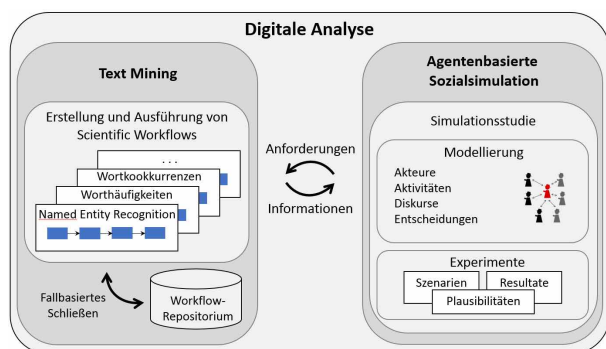 Digitale Analyse
Text Mining
Erstellung und Ausführung von
Scientific Workflows
. . .
Wortkookkurrenzen
Worthäufigkeiten
Named Entity Recognition
Fallbasiertes
Schließen
Workflow-
Repositorium
Anforderungen
Informationen
Agentenbasierte
Sozialsimulation
Simulationsstudie
Modellierung
Akteure
Aktivitäten
Diskurse
Entscheidungen
Experimente
Szenarien
Resultate
Plausibilitäten